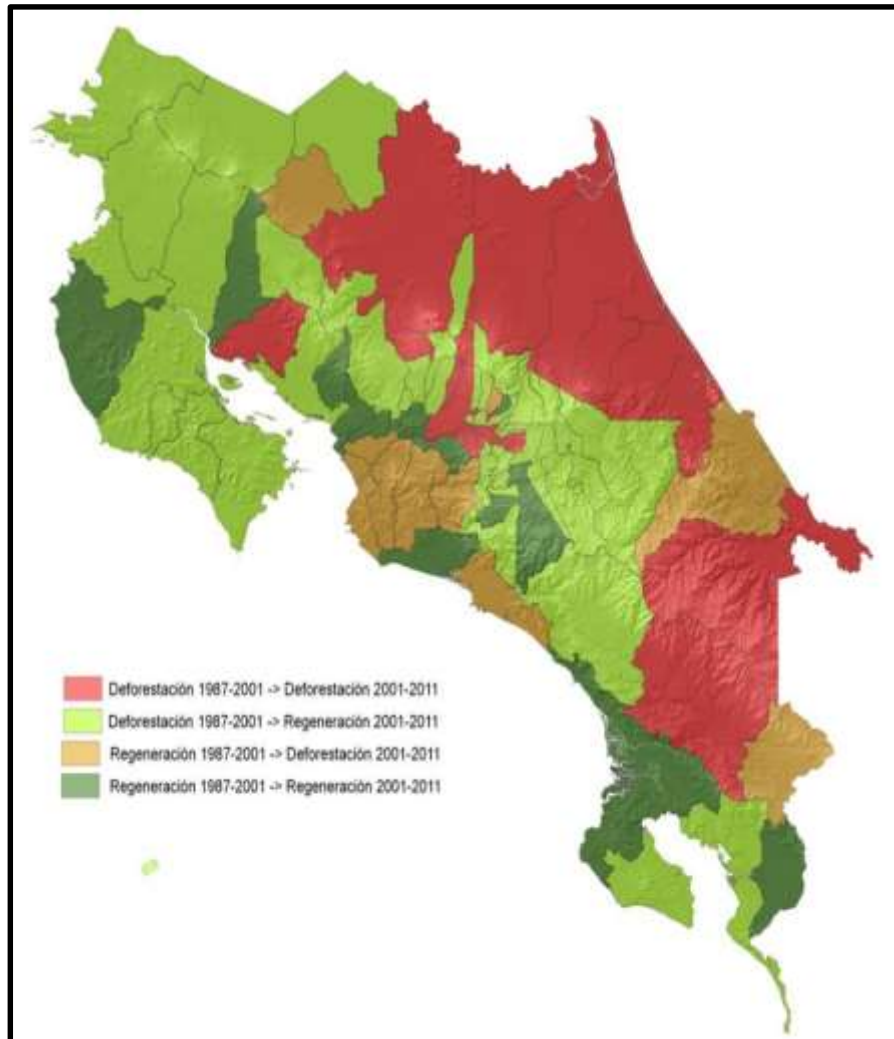 Deforestación 1987-2001 -> Deforestación 2001-2011
Deforestación 1987-2001 -> Regeneración 2001-2011
Regeneración 1987-2001 -> Deforestación 2001-2011
Regeneración 1987-2001 -> Regeneración 2001-2011